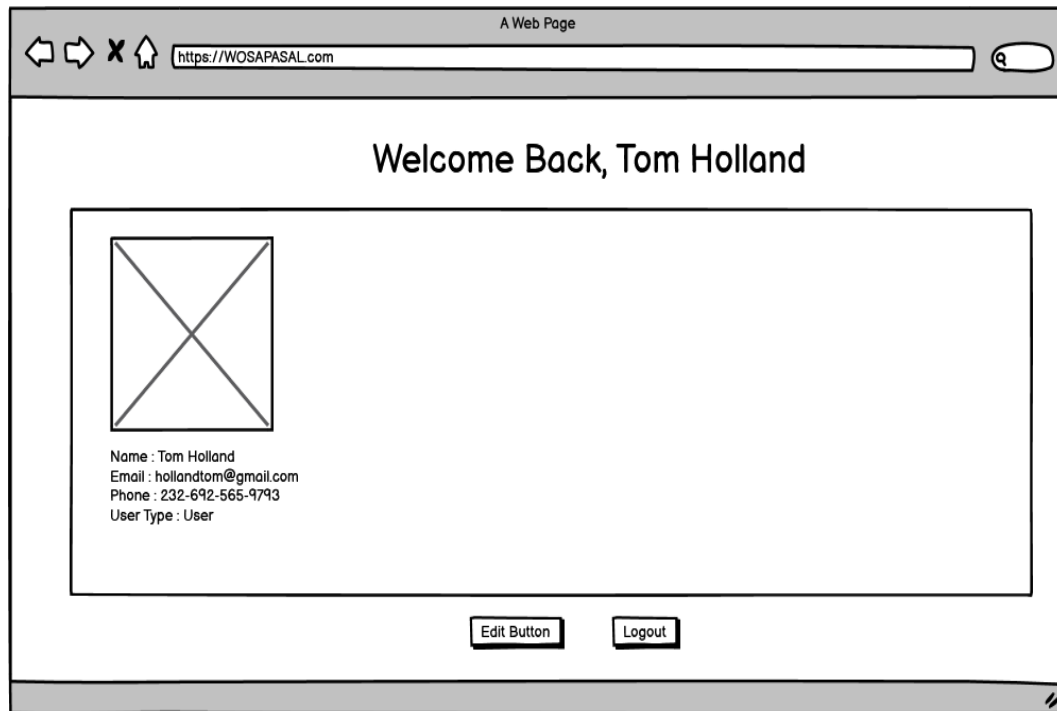 A Web Page
https://WOSAPASAL.com
Welcome Back, Tom Holland
Name : Tom Holland
Email : hollandtom@gmail.com
Phone : 232-692-565-9793
User Type : User
Edit Button
Logout